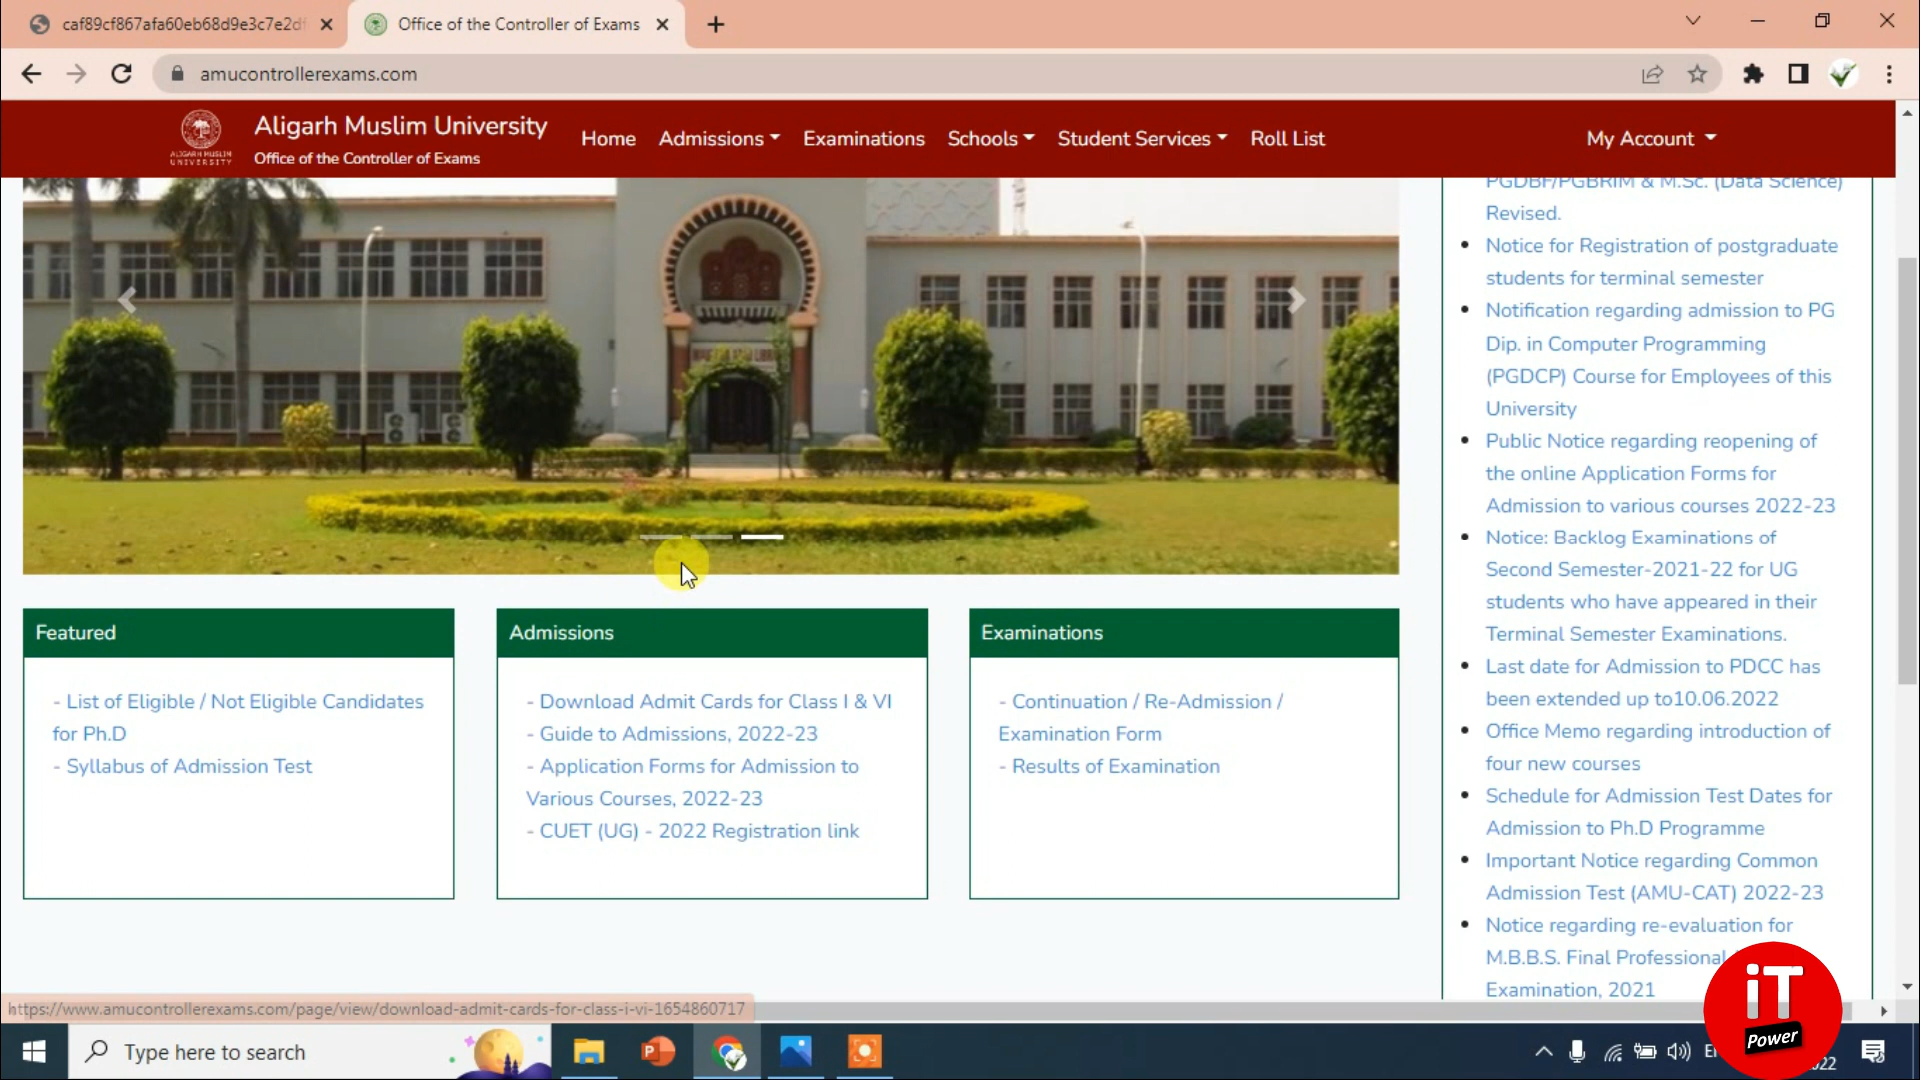 caf89cf867afa60eb68d9e3c7e2d
Office of the Controller of Exams
amucontrollerexams.com
ALIGARH MUSLIM
UNIVERSITY
Aligarh Muslim University
Office of the Controller of Exams
Home
Admissions
Examinations
Schools
Student Services
Roll List
My Account
Featured
- List of Eligible / Not Eligible Candidates
for Ph.D
- Syllabus of Admission Test
Admissions
- Download Admit Cards for Class I & VI
- Guide to Admissions, 2022-23
- Application Forms for Admission to
Various Courses, 2022-23
- CUET (UG) - 2022 Registration link
Examinations
- Continuation / Re-Admission /
Examination Form
- Results of Examination
PGDBF/PGBRIM & M.Sc. (Data Science)
Revised.
Notice for Registration of postgraduate
students for terminal semester
Notification regarding admission to PG
Dip. in Computer Programming
(PGDCP) Course for Employees of this
University
Public Notice regarding reopening of
the online Application Forms for
Admission to various courses 2022-23
Notice: Backlog Examinations of
Second Semester-2021-22 for UG
students who have appeared in their
Terminal Semester Examinations.
Last date for Admission to PDCC has
been extended up to10.06.2022
Office Memo regarding introduction of
four new courses
Schedule for Admission Test Dates for
Admission to Ph.D Programme
Important Notice regarding Common
Admission Test (AMU-CAT) 2022-23
Notice regarding re-evaluation for
M.B.B.S. Final Professional
Examination, 2021
https://www.amucontrollerexams.com/page/view/download-admit-cards-for-class-i-vi-1654860717
Type here to search
iT
Power